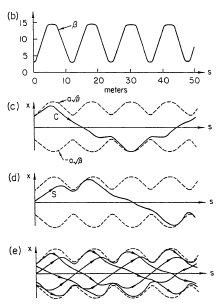 (b)
β
15
10
5
0
0 10 20 30 40 50 s
meters
(c) x
a√β
C
s
-a√β
(d) x
S
s
(e) x
s